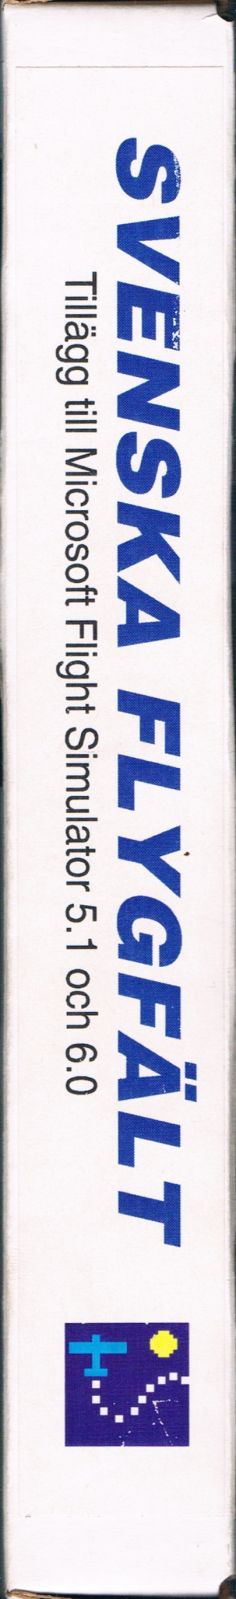 SVENSKA FLYGFÄLT
Tillägg till Microsoft Flight Simulator 5.1 och 6.0